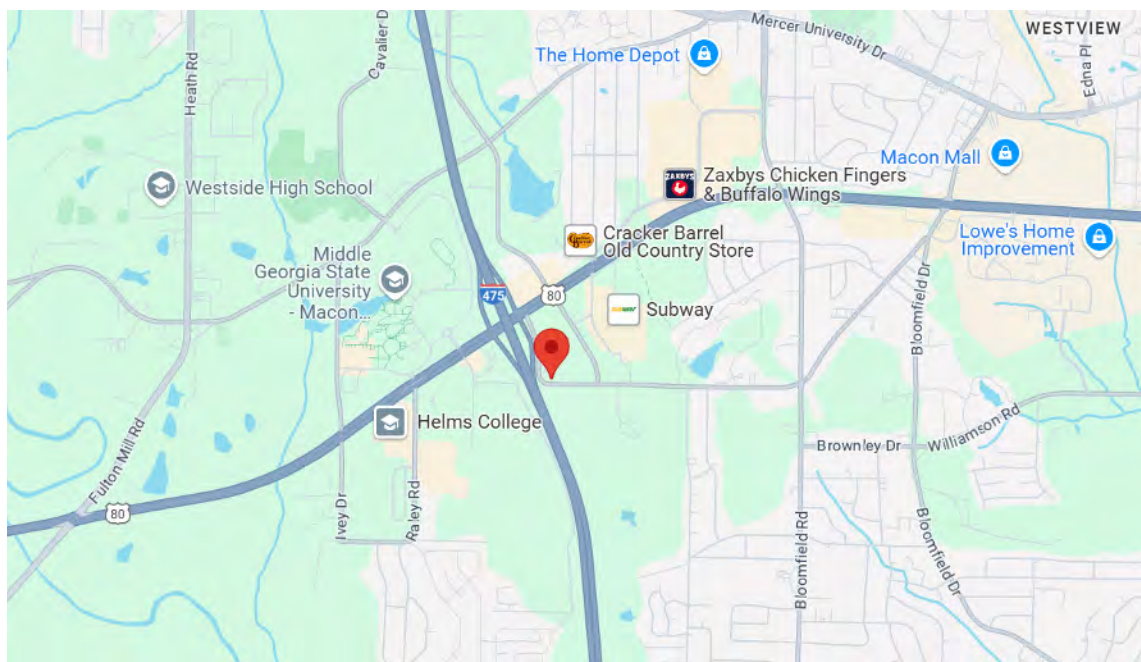 WESTVIEW
Mercer University Dr
Edna Pl
Cavalier D
Heath Rd
The Home Depot
Macon Mall
ZAXBYS
Zaxbys Chicken Fingers
& Buffalo Wings
Westside High School
Cracker Barrel
Old Country Store
Lowe's Home
Improvement
Middle
Georgia State
University
- Macon...
475
80
SUBWAY
Subway
Bloomfield Dr
Bloomfield Dr
Helms College
Brownley Dr
Williamson Rd
Fulton Mill Rd
80
Ivey Dr
Raley Rd
Bloomfield Rd
Bloomfield Dr